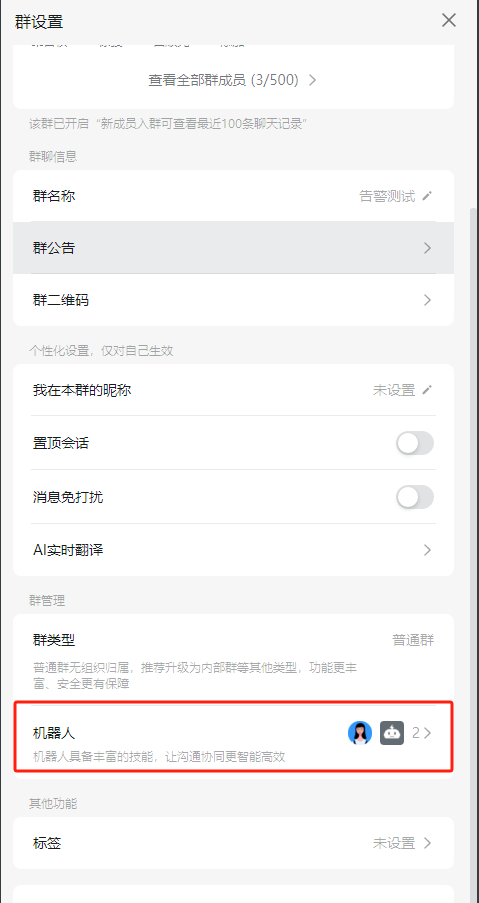 群设置
查看全部群成员 (3/500)
该群已开启“新成员入群可查看最近100条聊天记录”
群聊信息
群名称 告警测试
群公告
群二维码
个性化设置，仅对自己生效
我在本群的昵称 未设置
置顶会话
消息免打扰
AI实时翻译
群管理
群类型 普通群
普通群无组织归属，推荐升级为内部群等其他类型，功能更丰
富、安全更有保障
机器人 2
机器人具备丰富的技能，让沟通协同更智能高效
其他功能
标签 未设置